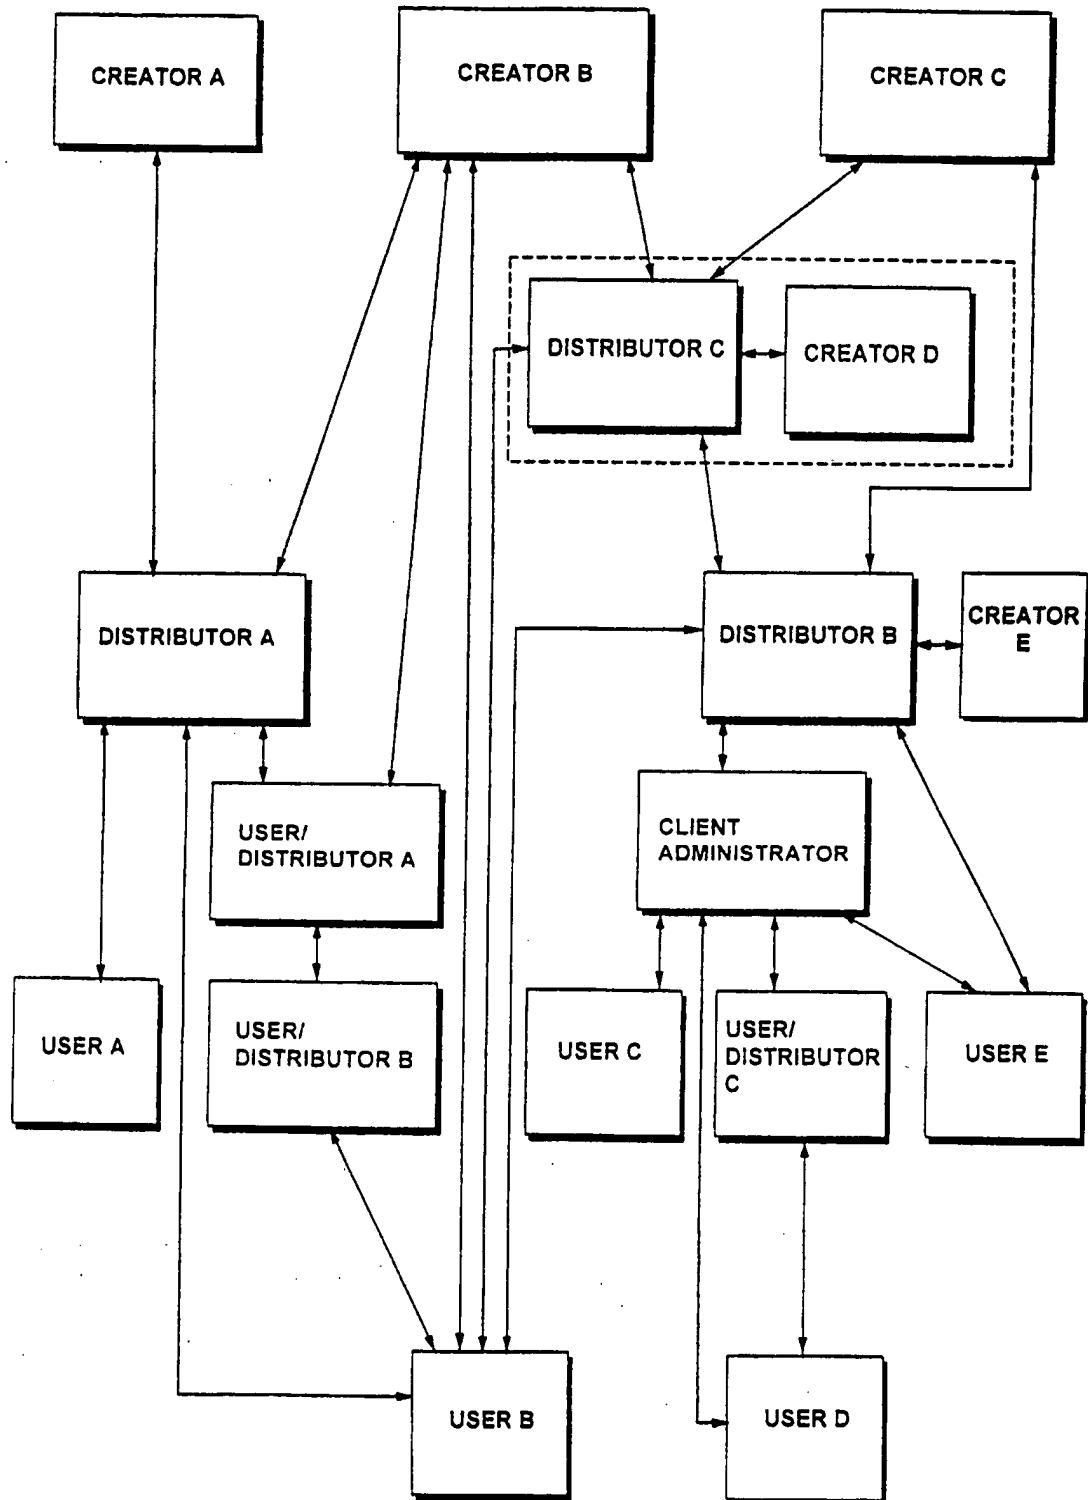 CREATOR A
CREATOR B
CREATOR C
DISTRIBUTOR C
CREATOR D
DISTRIBUTOR A
DISTRIBUTOR B
CREATOR
E
USER/
DISTRIBUTOR A
CLIENT
ADMINISTRATOR
USER A
USER/
DISTRIBUTOR B
USER C
USER/
DISTRIBUTOR
C
USER E
USER B
USER D